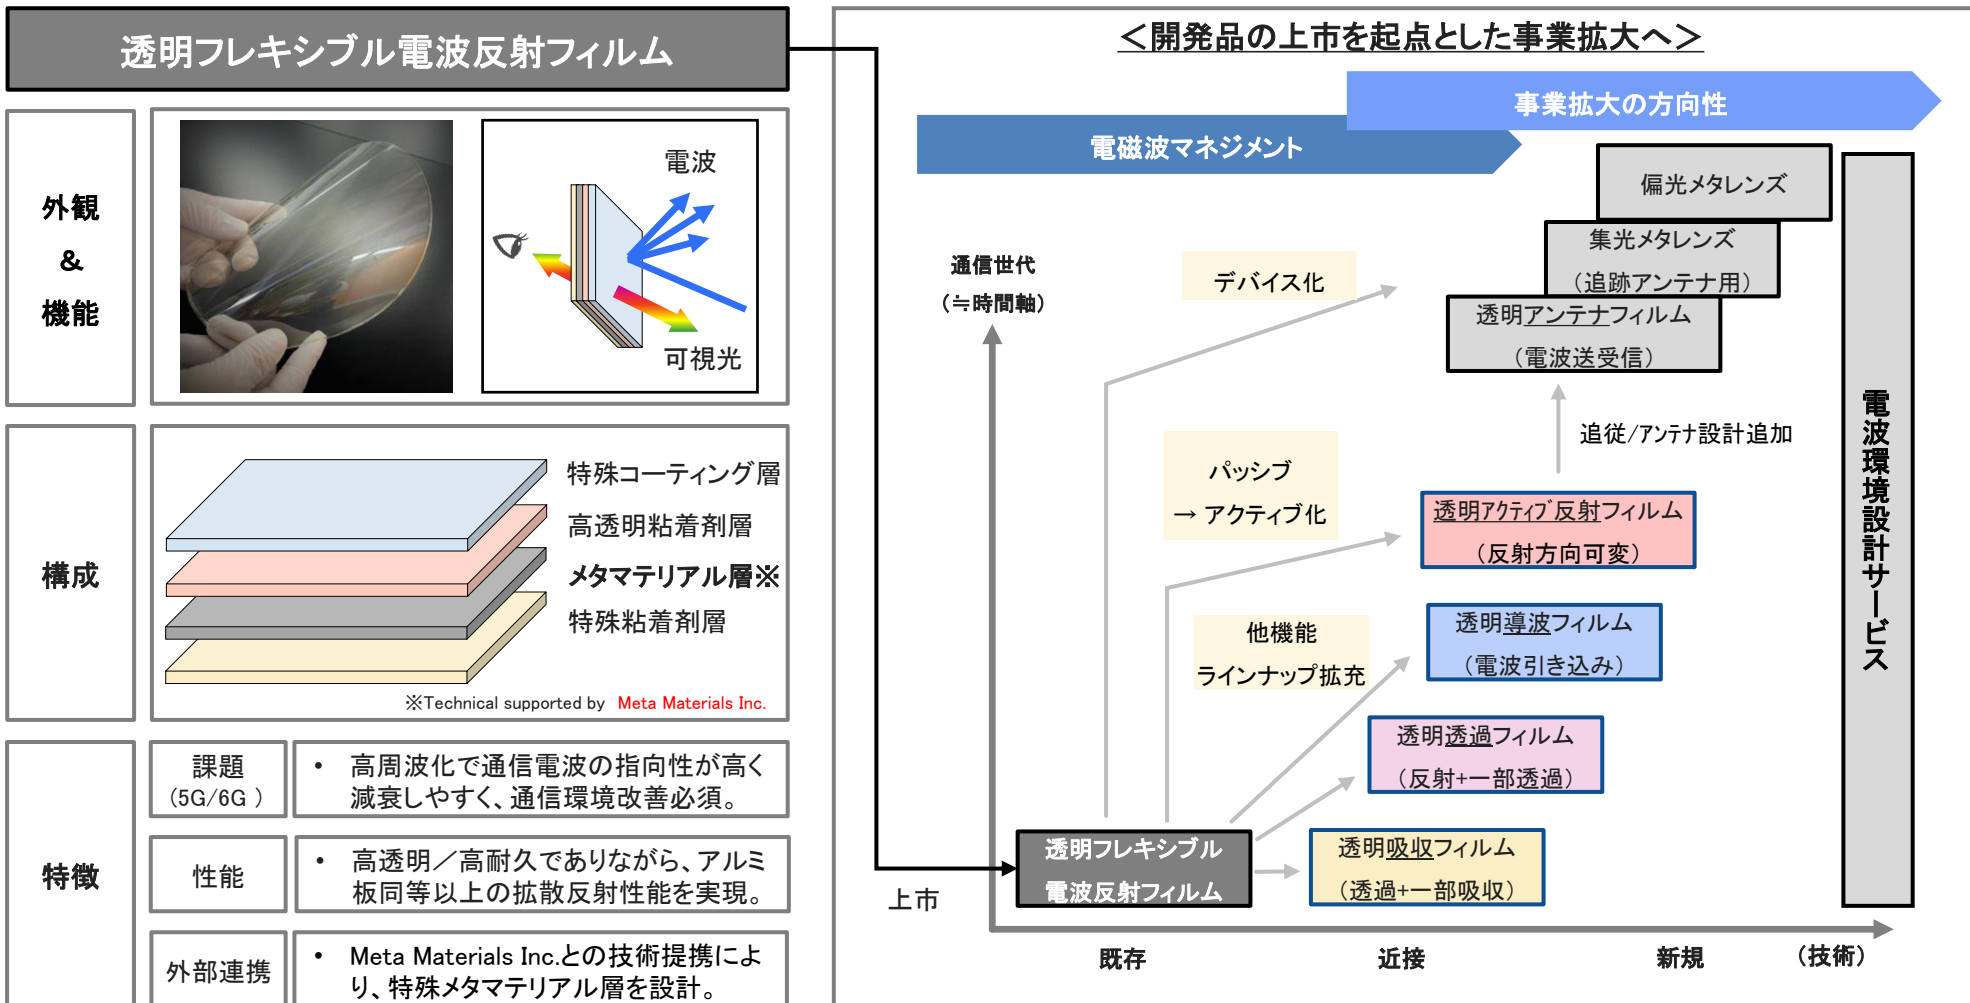 透明フレキシブル電波反射フィルム
外観
&
機能
電波
可視光
構成
特殊コーティング層
高透明粘着剤層
メタマテリアル層※
特殊粘着剤層
※Technical supported by Meta Materials Inc.
特徴
課題
(5G/6G )
• 高周波化で通信電波の指向性が高く
減衰しやすく、通信環境改善必須。
性能
• 高透明／高耐久でありながら、アルミ
板同等以上の拡散反射性能を実現。
外部連携
• Meta Materials Inc.との技術提携によ
り、特殊メタマテリアル層を設計。
＜開発品の上市を起点とした事業拡大へ＞
事業拡大の方向性
電磁波マネジメント
偏光メタレンズ
集光メタレンズ
（追跡アンテナ用）
透明アンテナフィルム
（電波送受信）
通信世代
（≒時間軸）
デバイス化
追従/アンテナ設計追加
パッシブ
→ アクティブ化
透明アクティブ反射フィルム
（反射方向可変）
他機能
ラインナップ拡充
透明導波フィルム
（電波引き込み）
透明透過フィルム
（反射+一部透過）
透明フレキシブル
電波反射フィルム
透明吸収フィルム
（透過+一部吸収）
上市
電波環境設計サービス
既存
近接
新規
（技術）